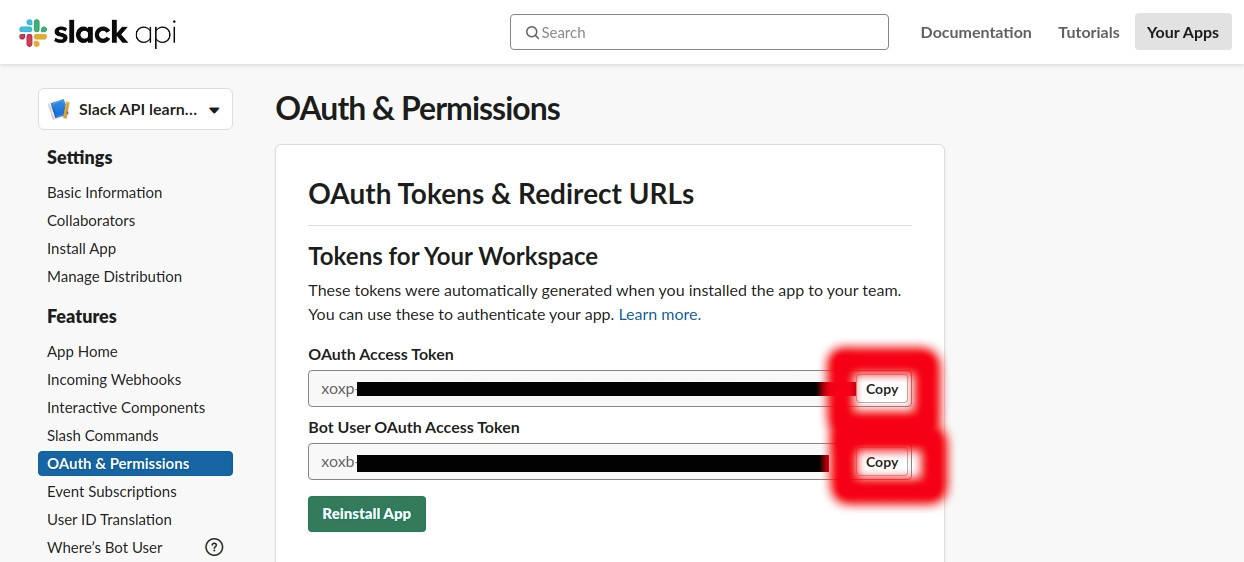 slack api
Search
Documentation
Tutorials
Your Apps
Slack API learn...
Settings
Basic Information
Collaborators
Install App
Manage Distribution
Features
App Home
Incoming Webhooks
Interactive Components
Slash Commands
OAuth & Permissions
Event Subscriptions
User ID Translation
Where's Bot User
?
OAuth & Permissions
OAuth Tokens & Redirect URLs
Tokens for Your Workspace
These tokens were automatically generated when you installed the app to your team.
You can use these to authenticate your app. Learn more.
OAuth Access Token
xoxp-
Copy
Bot User OAuth Access Token
xoxb-
Copy
Reinstall App